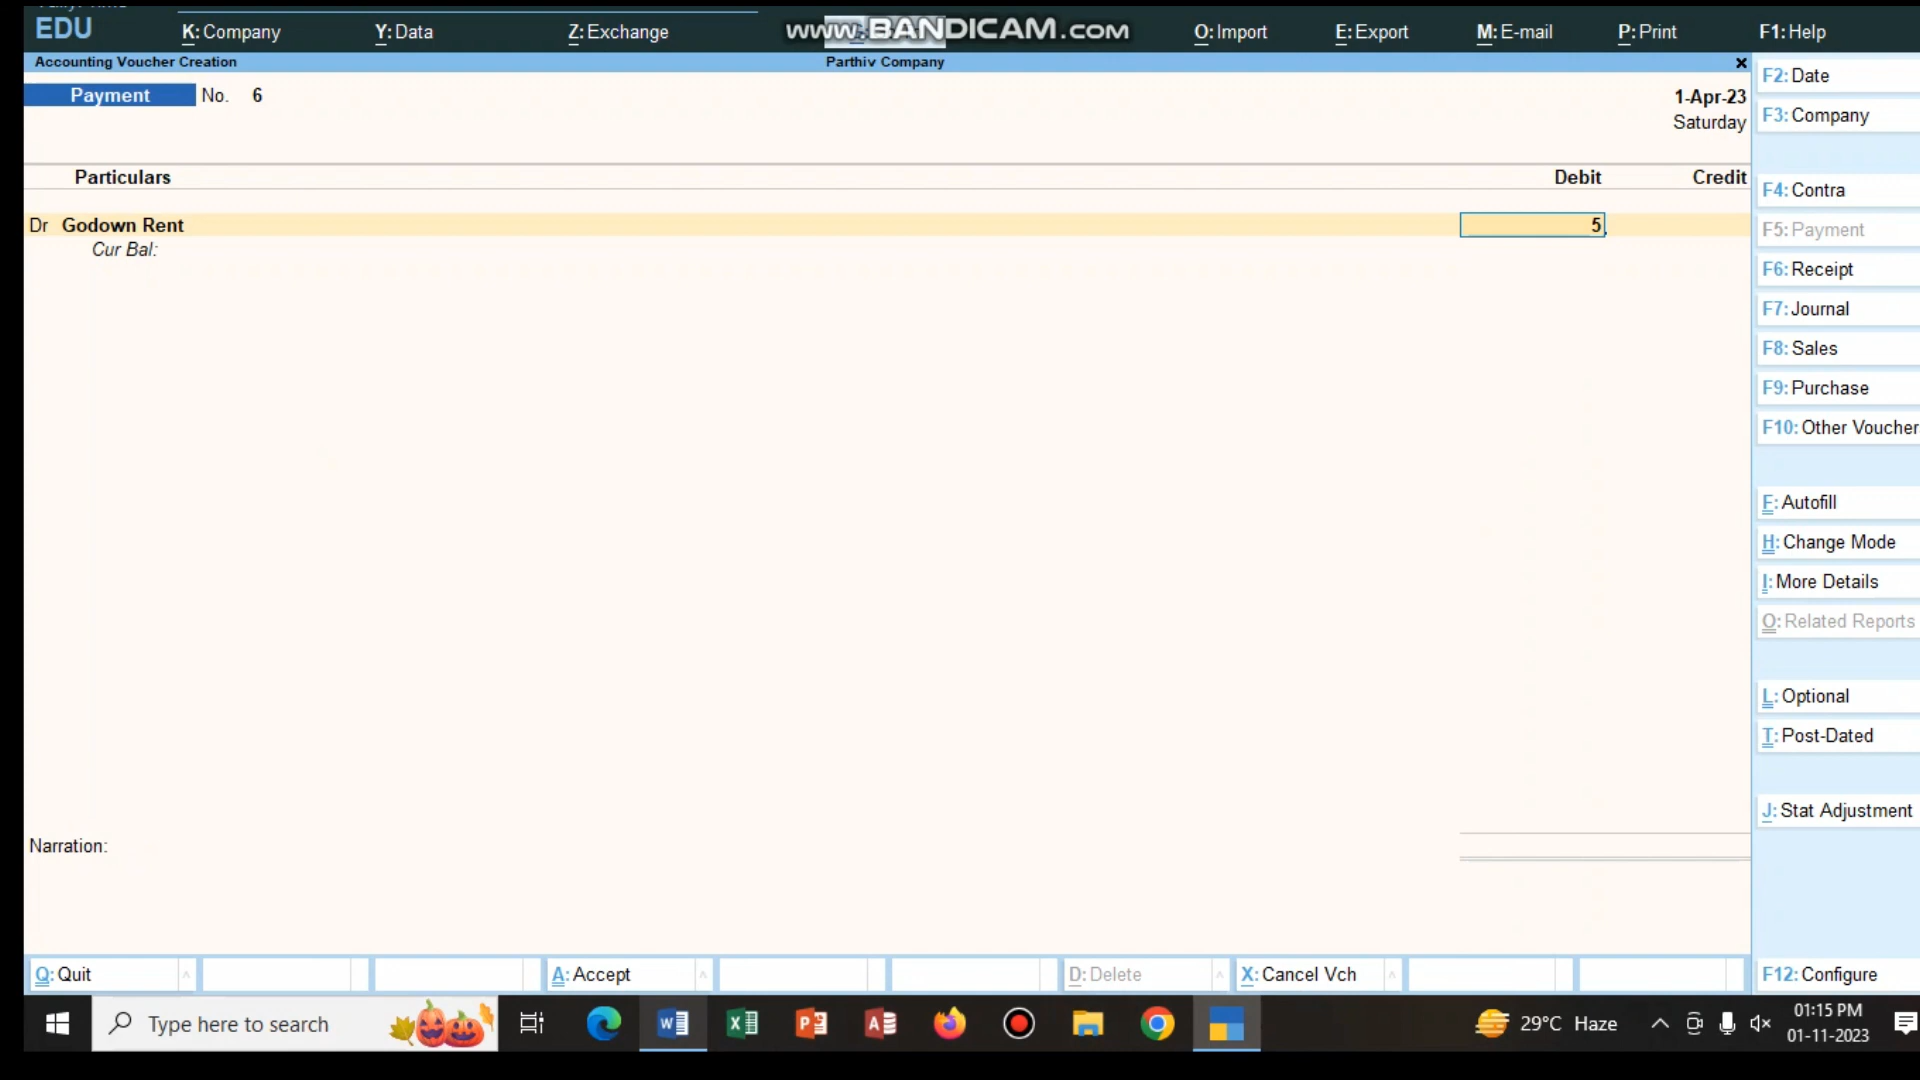 EDU
K: Company
Y: Data
Z: Exchange
www.BANDICAM.com
O: Import
E: Export
M: E-mail
P: Print
F1: Help
Accounting Voucher Creation
Parthiv Company
Payment No. 6
1-Apr-23
Saturday
Particulars
Debit
Credit
Dr Godown Rent
5
Cur Bal:
Narration:
F2: Date
F3: Company
F4: Contra
F5: Payment
F6: Receipt
F7: Journal
F8: Sales
F9: Purchase
F10: Other Voucher
F: Autofill
H: Change Mode
I: More Details
O: Related Reports
L: Optional
T: Post-Dated
J: Stat Adjustment
F12: Configure
Q: Quit
A: Accept
D: Delete
X: Cancel Vch
Type here to search
29°C Haze
01:15 PM
01-11-2023